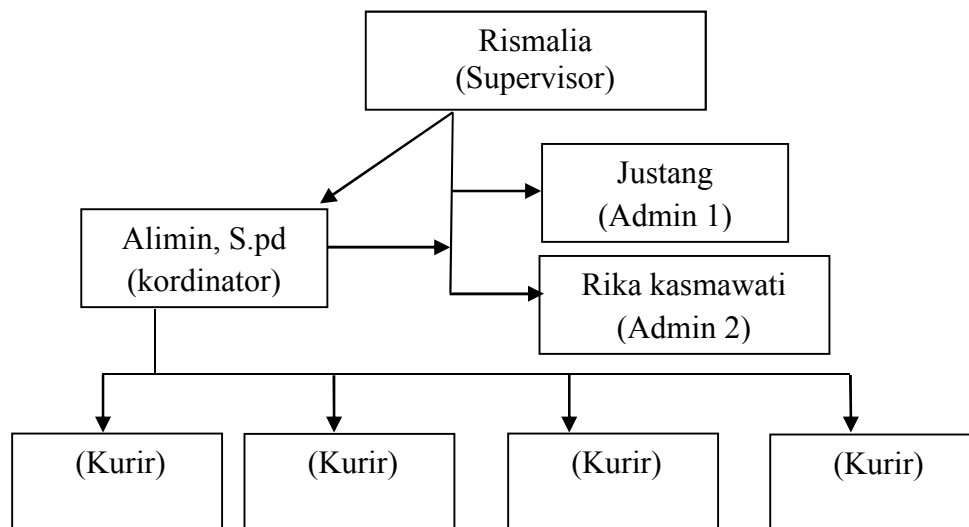 Rismalia
(Supervisor)
Justang
(Admin 1)
Alimin, S.pd
(kordinator)
Rika kasmawati
(Admin 2)
(Kurir)
(Kurir)
(Kurir)
(Kurir)